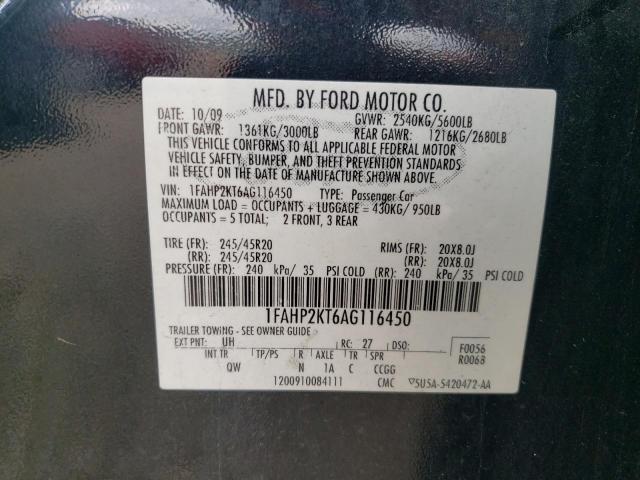 MFD. BY FORD MOTOR CO.
DATE: 10/09 GVWR: 2540KG/5600LB
FRONT GAWR: 1361KG/3000LB REAR GAWR: 1216KG/2680LB
THIS VEHICLE CONFORMS TO ALL APPLICABLE FEDERAL MOTOR
VEHICLE SAFETY, BUMPER, AND THEFT PREVENTION STANDARDS
IN EFFECT ON THE DATE OF MANUFACTURE SHOWN ABOVE.
VIN: 1FAHP2KT6AG116450 TYPE: Passenger Car
MAXIMUM LOAD = OCCUPANTS + LUGGAGE = 430KG/ 950LB
OCCUPANTS = 5 TOTAL; 2 FRONT, 3 REAR
TIRE (FR): 245/45R20 RIMS (FR): 20X8.0J
(RR): 245/45R20 (RR): 20X8.0J
PRESSURE (FR): 240 kPa/ 35 PSI COLD (RR): 240 kPa/ 35 PSI COLD
1FAHP2KT6AG116450
TRAILER TOWING - SEE OWNER GUIDE
EXT PNT: UH RC: 27 DSO: F0056
INT TR TP/PS R AXLE TR SPR R0068
QW N 1A C CCGG
1200910084111 CMC 5U5A-5420472-AA